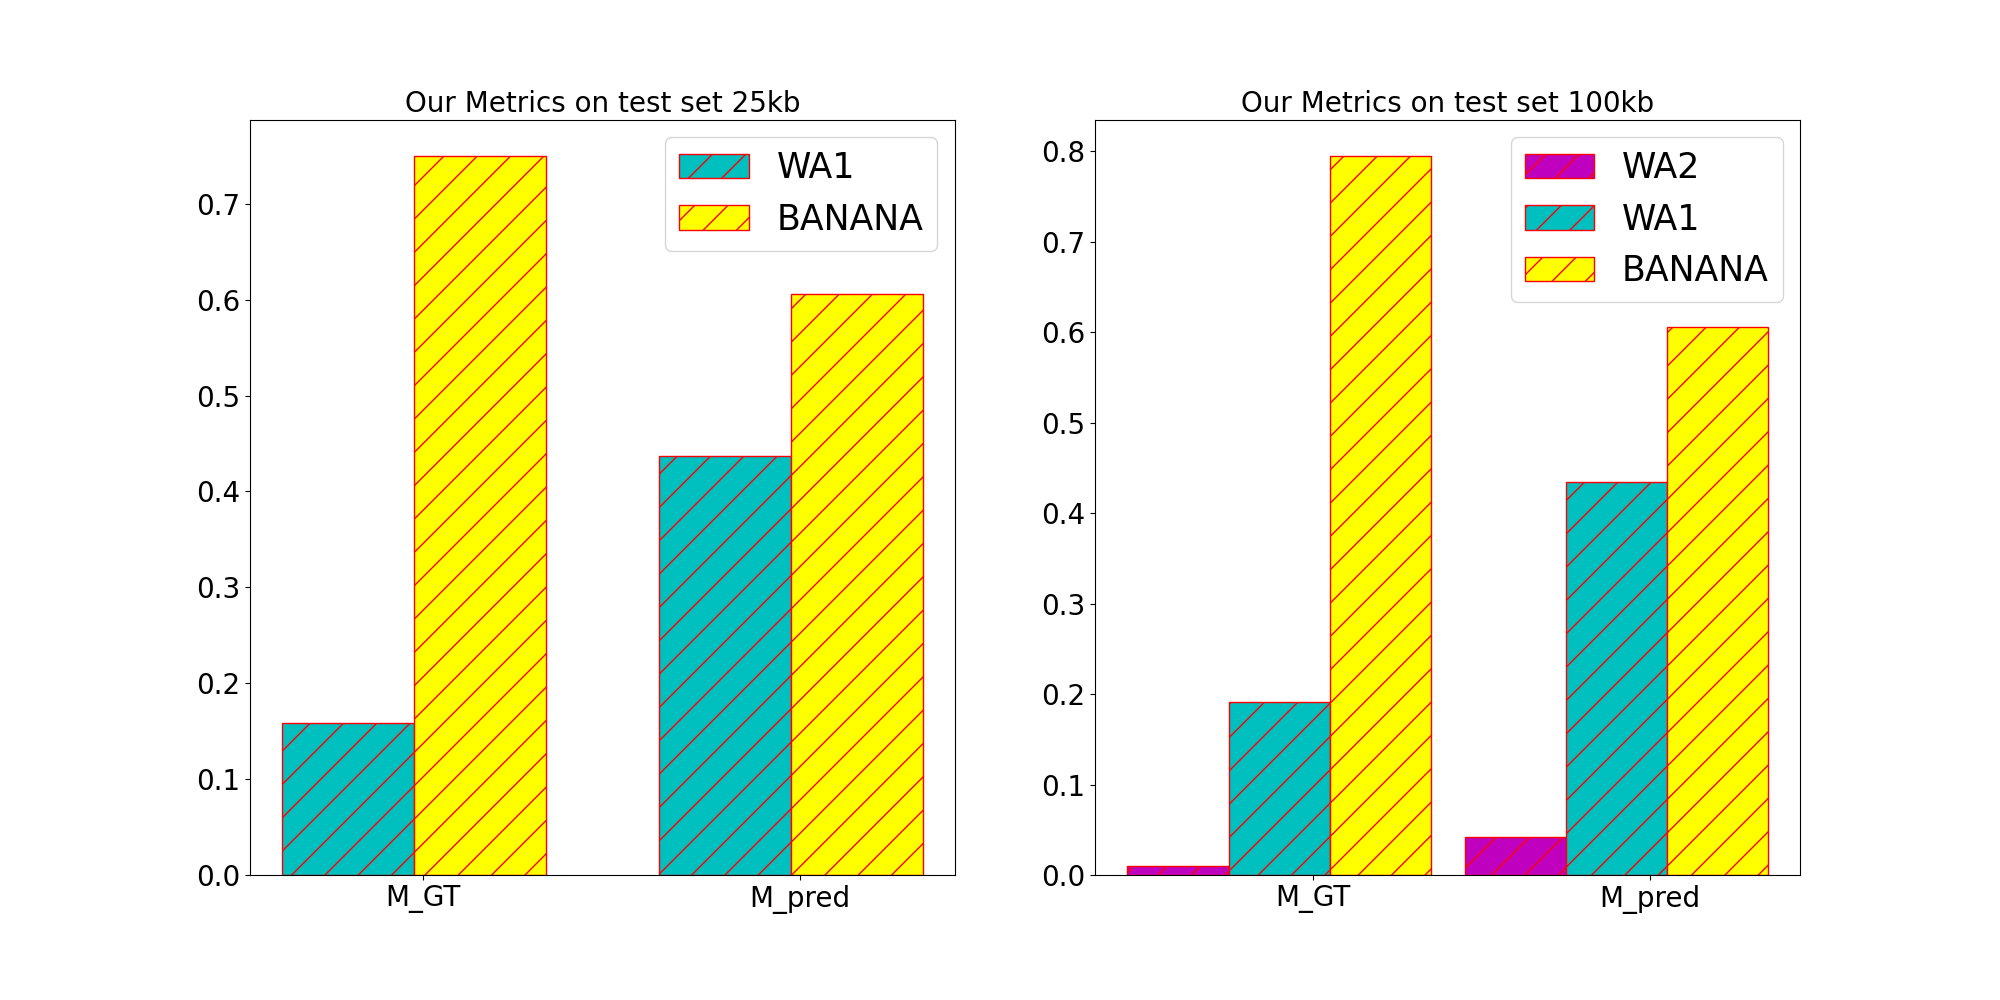 Our Metrics on test set 25kb
WA1
BANANA
0.7
0.6
0.5
0.4
0.3
0.2
0.1
0.0
M_GT
M_pred
Our Metrics on test set 100kb
WA2
WA1
BANANA
0.8
0.7
0.6
0.5
0.4
0.3
0.2
0.1
0.0
M_GT
M_pred